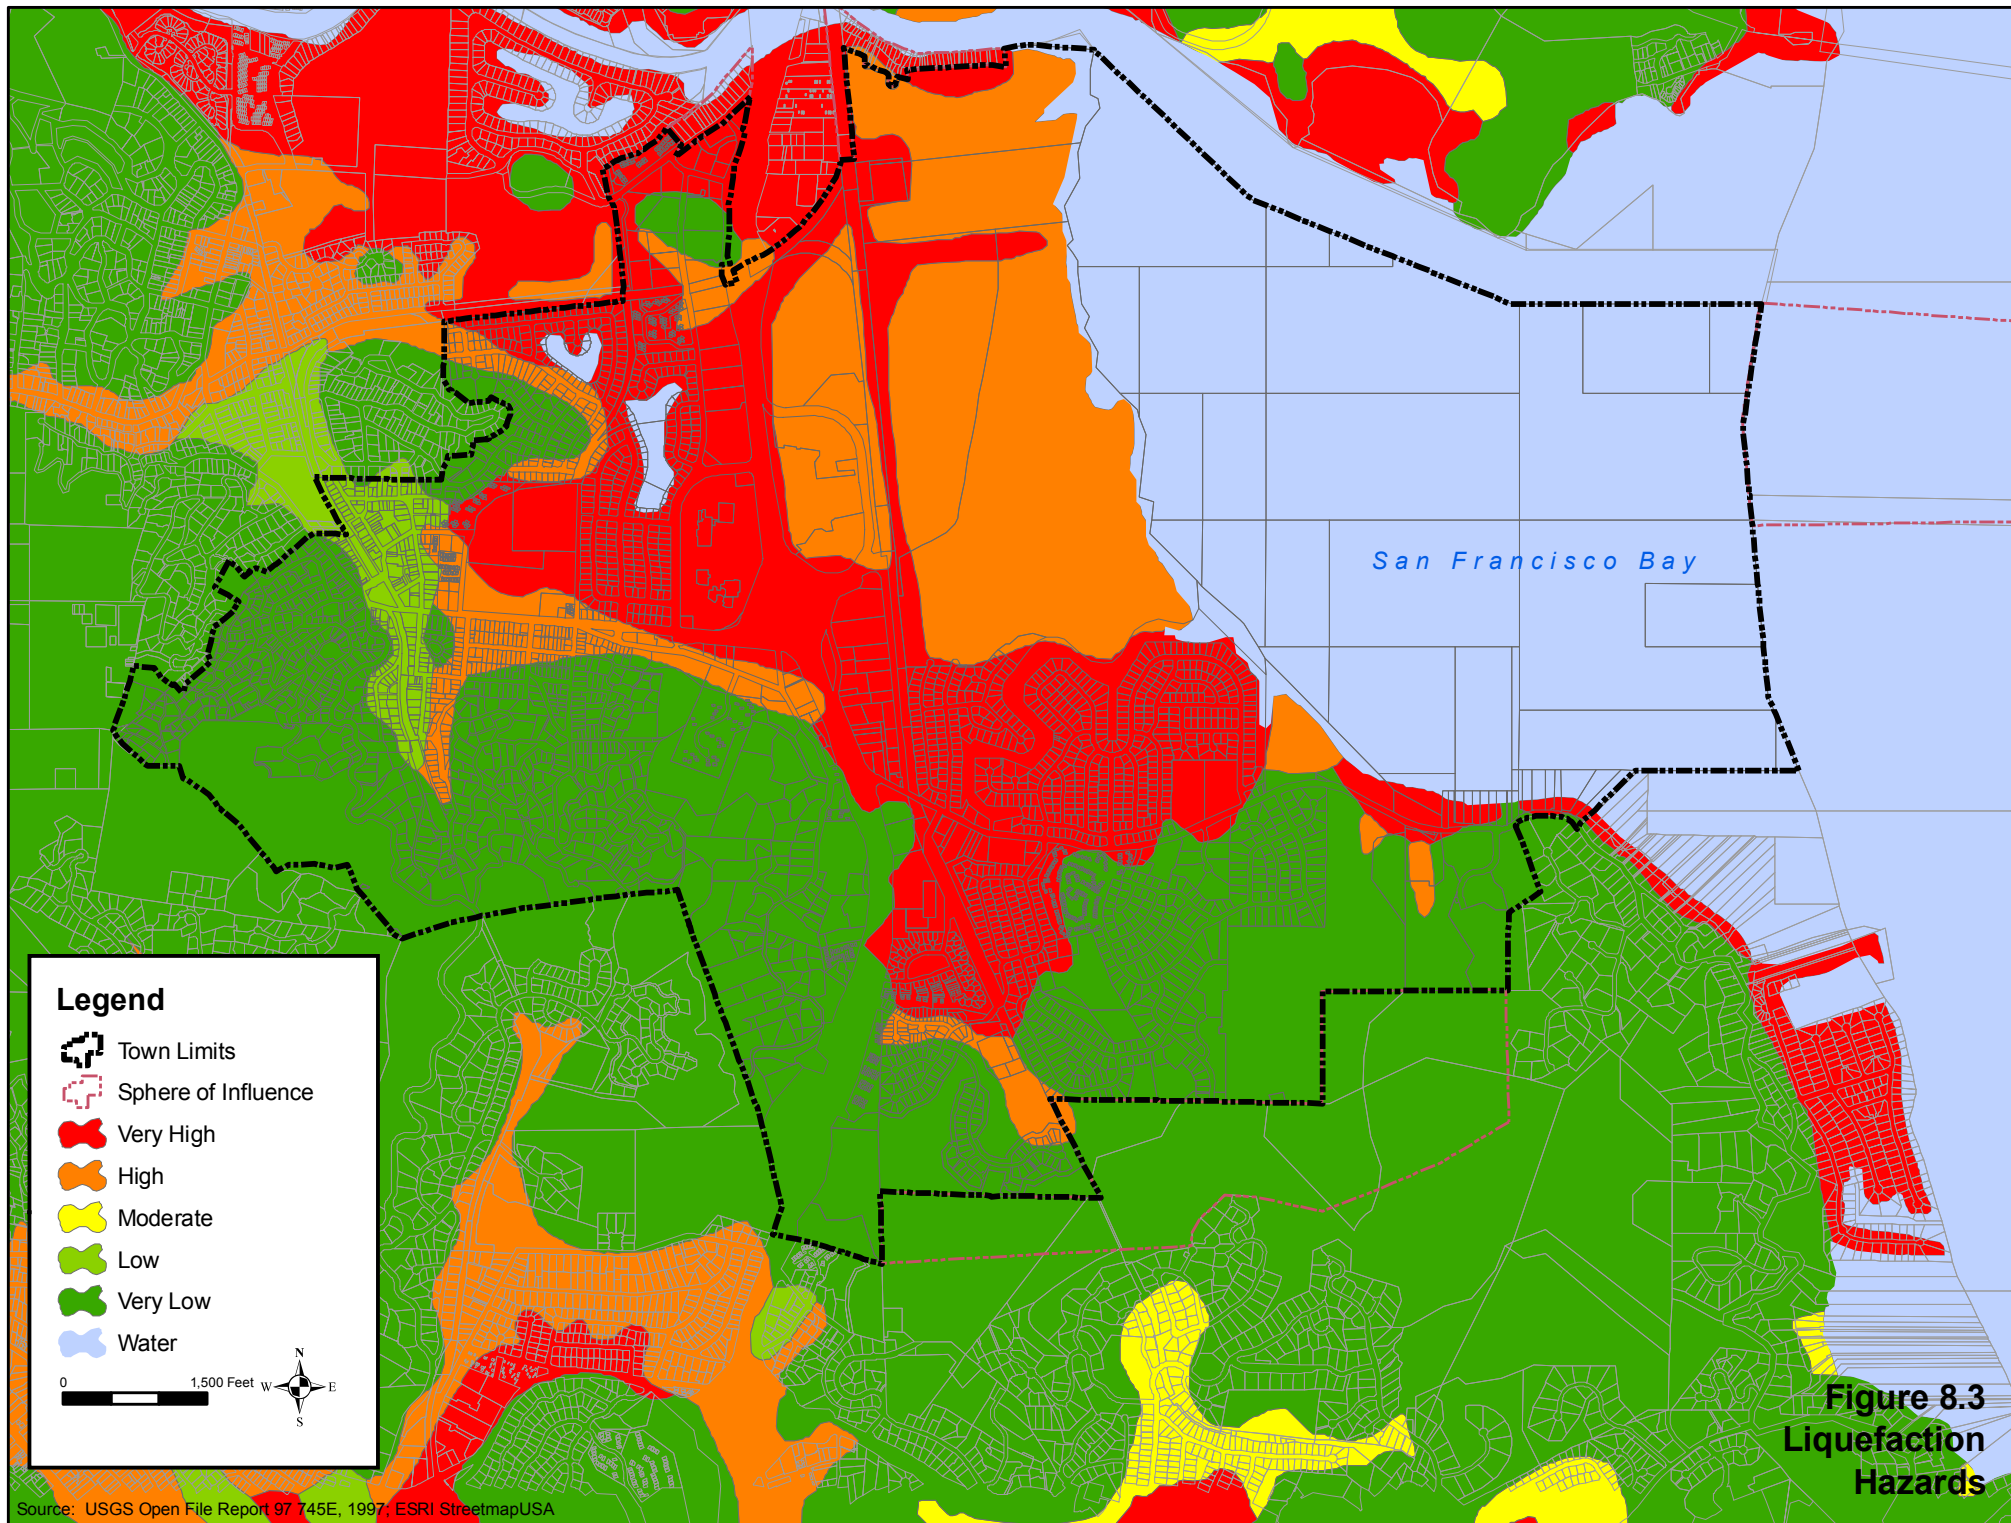 San Francisco Bay
Legend
Town Limits
Sphere of Influence
Very High
High
Moderate
Low
Very Low
Water
0 1,500 Feet
N
W E
S
Figure 8.3
Liquefaction
Hazards
Source: USGS Open File Report 97 745E, 1997; ESRI StreetmapUSA